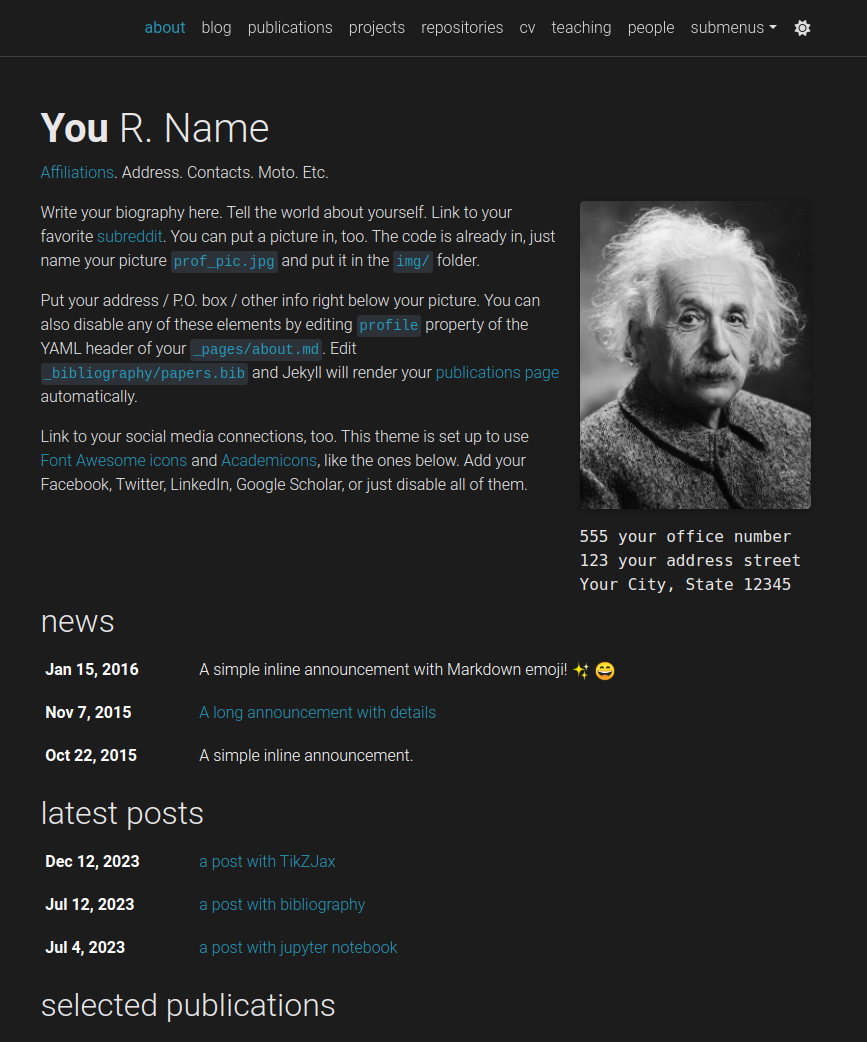 about blog publications projects repositories cv teaching people submenus
You R. Name
Affiliations. Address. Contacts. Moto. Etc.
Write your biography here. Tell the world about yourself. Link to your
favorite subreddit. You can put a picture in, too. The code is already in, just
name your picture prof_pic.jpg and put it in the img/ folder.
Put your address / P.O. box / other info right below your picture. You can
also disable any of these elements by editing profile property of the
YAML header of your _pages/about.md. Edit
_bibliography/papers.bib and Jekyll will render your publications page
automatically.
Link to your social media connections, too. This theme is set up to use
Font Awesome icons and Academicons, like the ones below. Add your
Facebook, Twitter, LinkedIn, Google Scholar, or just disable all of them.
555 your office number
123 your address street
Your City, State 12345
news
Jan 15, 2016 A simple inline announcement with Markdown emoji! ✨ 😄
Nov 7, 2015 A long announcement with details
Oct 22, 2015 A simple inline announcement.
latest posts
Dec 12, 2023 a post with TikZJax
Jul 12, 2023 a post with bibliography
Jul 4, 2023 a post with jupyter notebook
selected publications